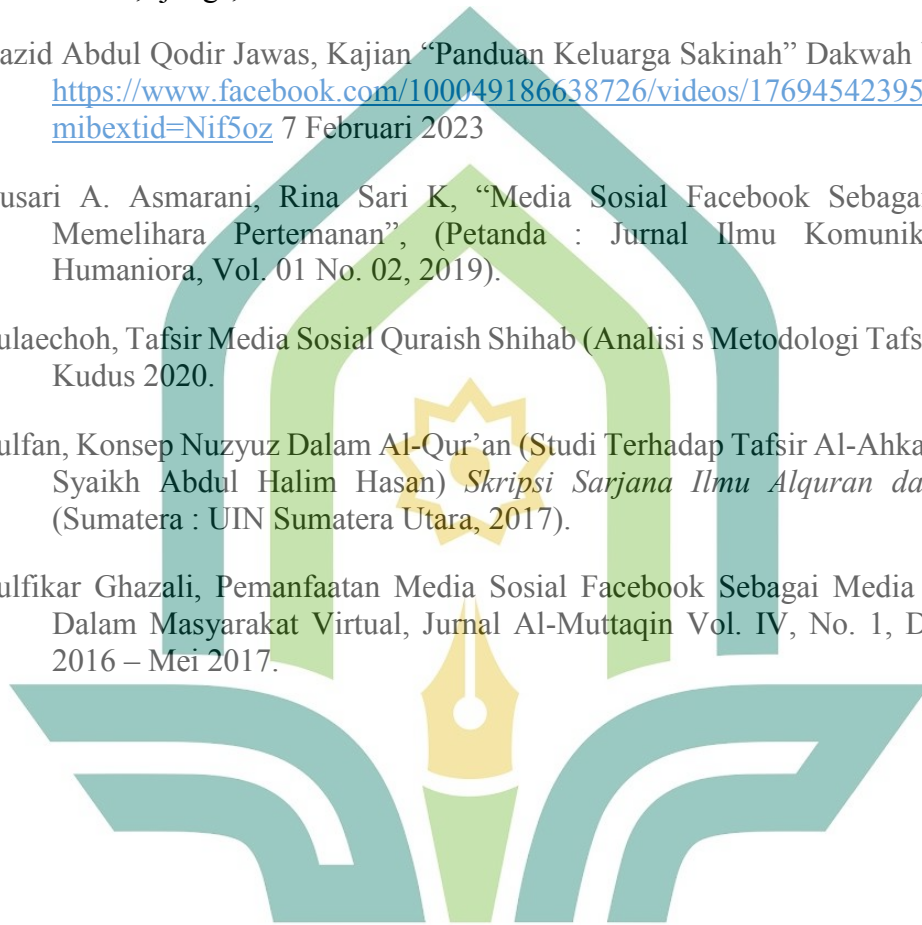 azid Abdul Qodir Jawas, Kajian “Panduan Keluarga Sakinah” Dakwah
https://www.facebook.com/100049186638726/videos/17694542395
mibextid=Nif5oz 7 Februari 2023
usari A. Asmarani, Rina Sari K, “Media Sosial Facebook Sebagai
Memelihara Pertemanan”, (Petanda : Jurnal Ilmu Komunik
Humaniora, Vol. 01 No. 02, 2019).
ulaechoh, Tafsir Media Sosial Quraish Shihab (Analisi s Metodologi Tafs
Kudus 2020.
ulfan, Konsep Nuzyuz Dalam Al-Qur’an (Studi Terhadap Tafsir Al-Ahka
Syaikh Abdul Halim Hasan) Skripsi Sarjana Ilmu Alquran da
(Sumatera : UIN Sumatera Utara, 2017).
ulfikar Ghazali, Pemanfaatan Media Sosial Facebook Sebagai Media
Dalam Masyarakat Virtual, Jurnal Al-Muttaqin Vol. IV, No. 1, D
2016 – Mei 2017.